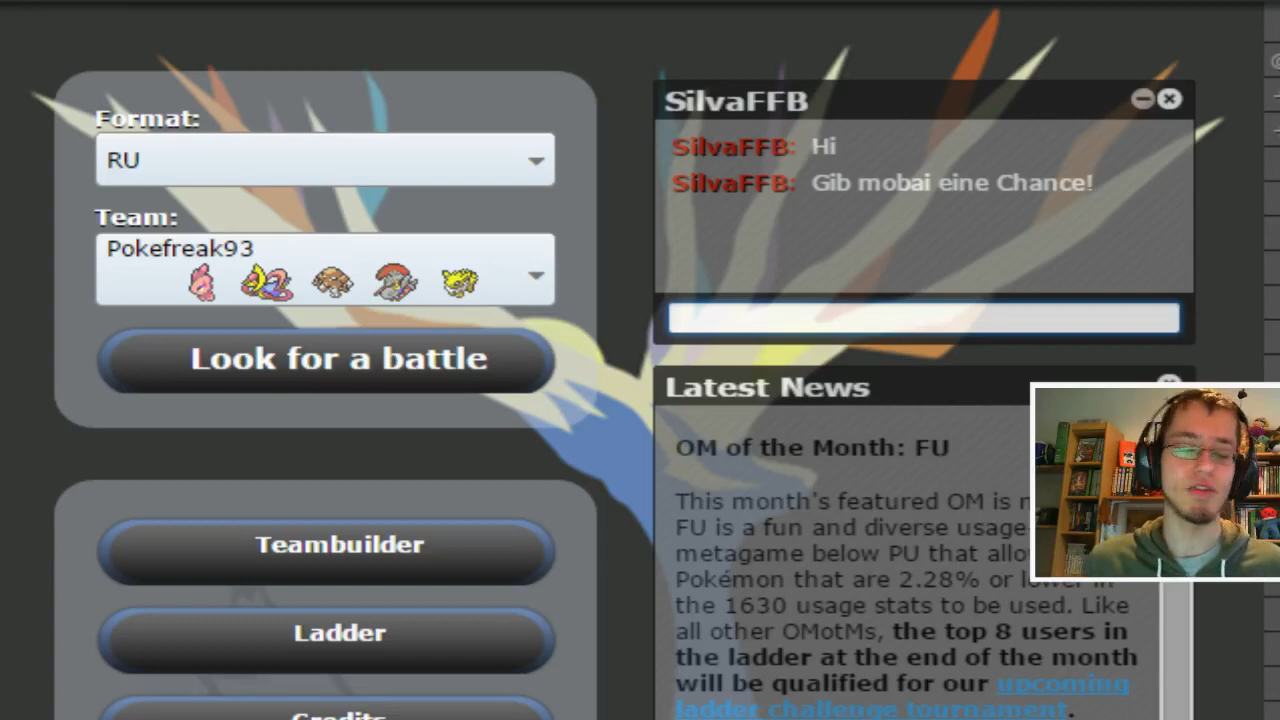 Format:
RU
Team:
Pokefreak93
Look for a battle
Teambuilder
Ladder
Credits
SilvaFFB
SilvaFFB: Hi
SilvaFFB: Gib mobai eine Chance!
Latest News
OM of the Month: FU
This month's featured OM is
FU is a fun and diverse usage-
metagame below PU that
Pokémon that are 2.28% or lower in
the 1630 usage stats to be used. Like
all other OMotMs, the top 8 users in
the ladder at the end of the month
will be qualified for our upcoming
ladder challenge tournament.